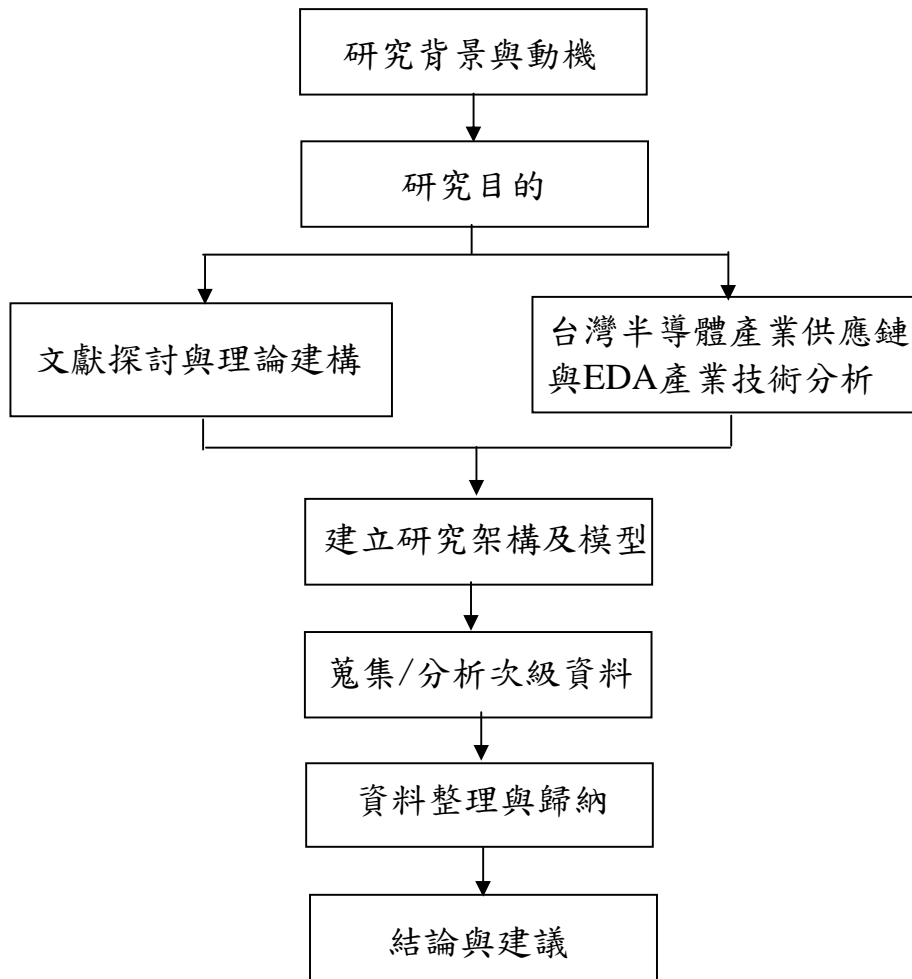 研究背景與動機
研究目的
文獻探討與理論建構
台灣半導體產業供應鏈
與EDA產業技術分析
建立研究架構及模型
蒐集/分析次級資料
資料整理與歸納
結論與建議